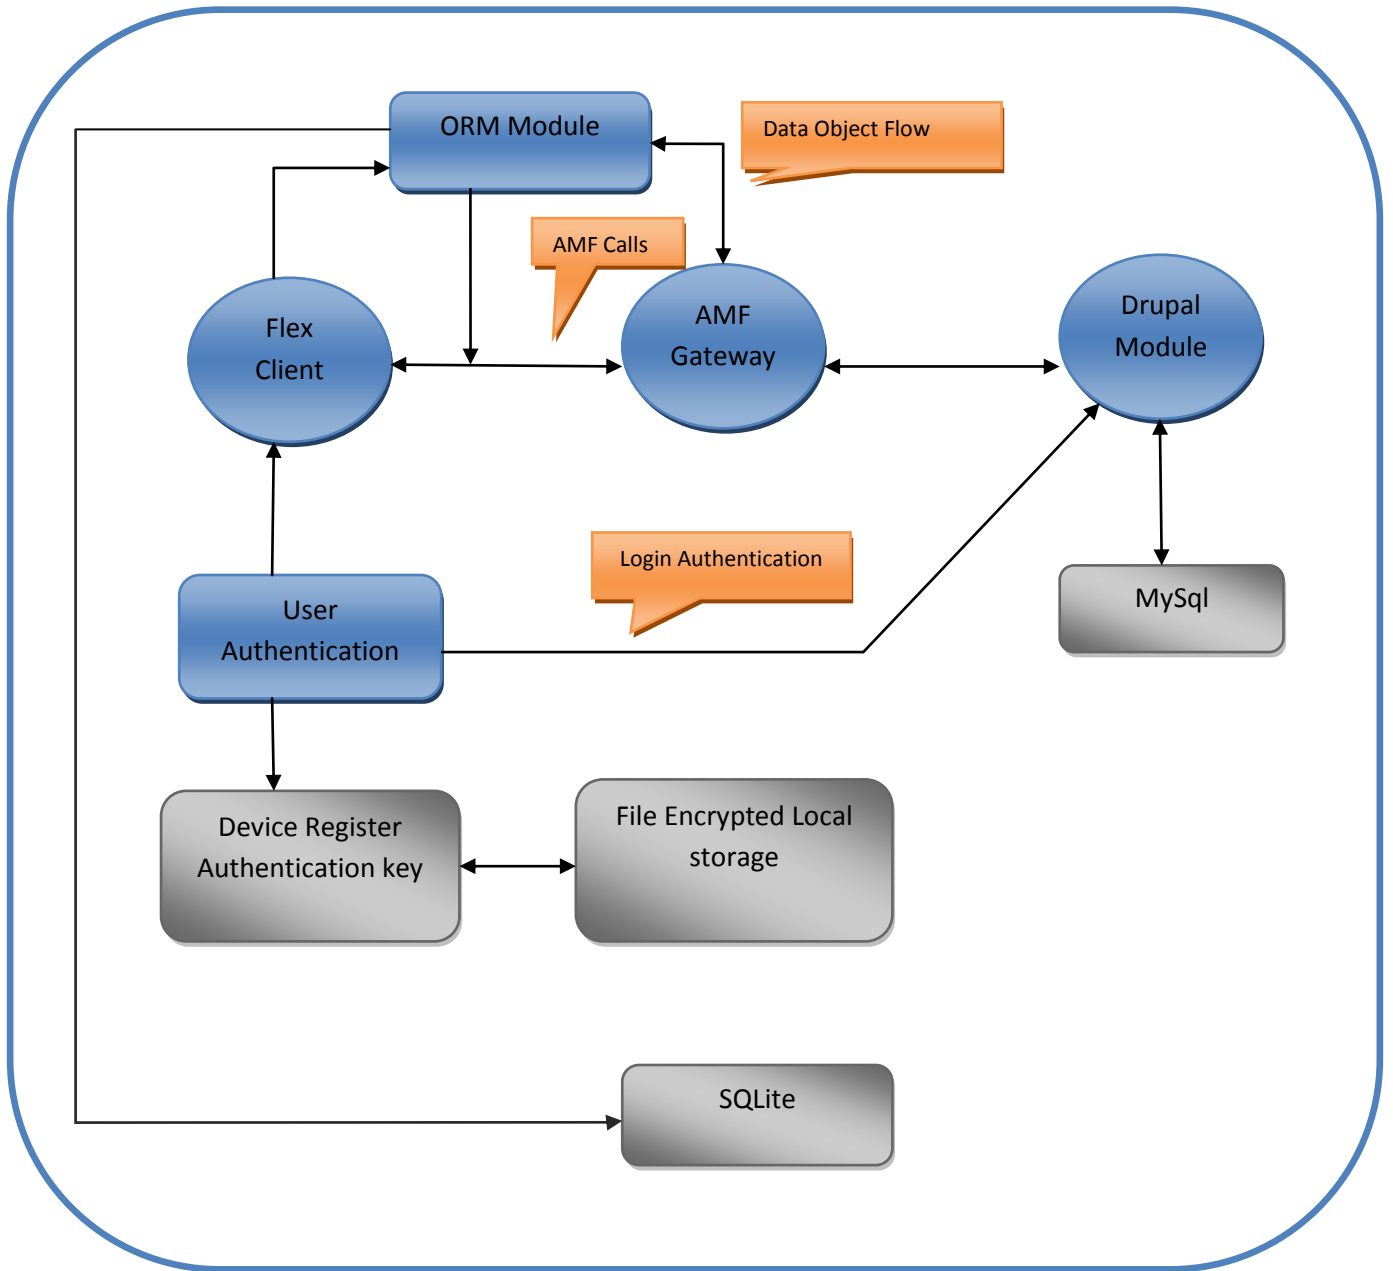 ORM Module
Data Object Flow
AMF Calls
Flex
Client
AMF
Gateway
Drupal
Module
Login Authentication
User
Authentication
MySql
Device Register
Authentication key
File Encrypted Local
storage
SQLite